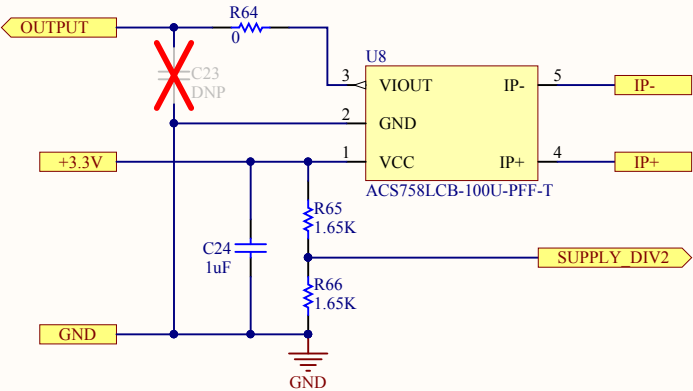 R64
OUTPUT
0
U8
C23
DNP
3
VIOUT
IP-
5
IP-
2
GND
+3.3V
1
VCC
IP+
4
IP+
ACS758LCB-100U-PFF-T
R65
1.65K
C24
1uF
SUPPLY_DIV2
R66
1.65K
GND
GND